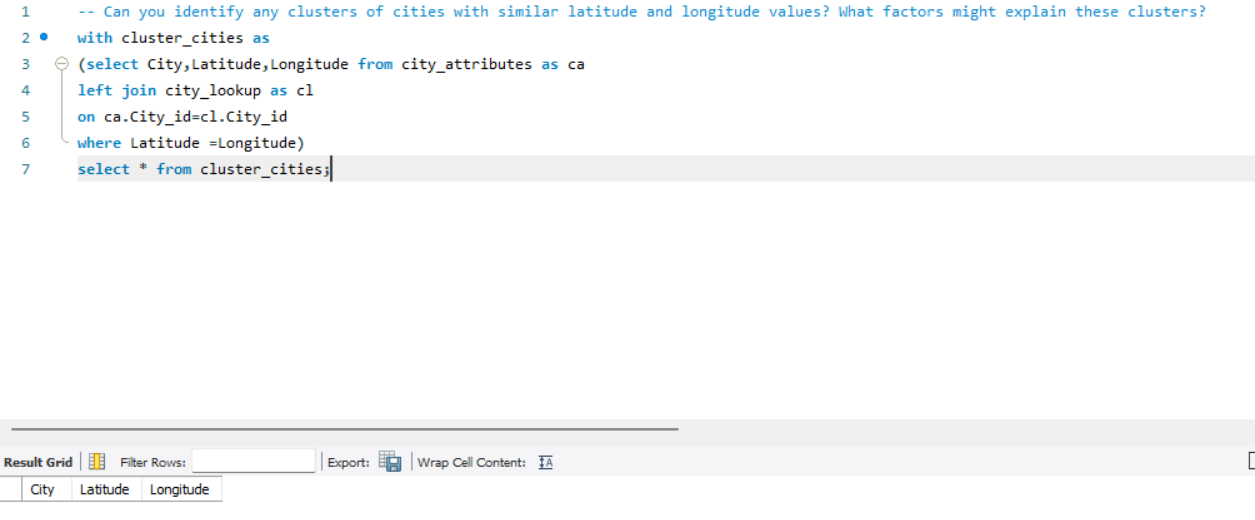 1 -- Can you identify any clusters of cities with similar latitude and longitude values? What factors might explain these clusters?
2 with cluster_cities as
3 (select City,Latitude,Longitude from city_attributes as ca
4 left join city_lookup as cl
5 on ca.City_id=cl.City_id
6 where Latitude =Longitude)
7 select * from cluster_cities;
Result Grid Filter Rows: Export: Wrap Cell Content: IA
City Latitude Longitude